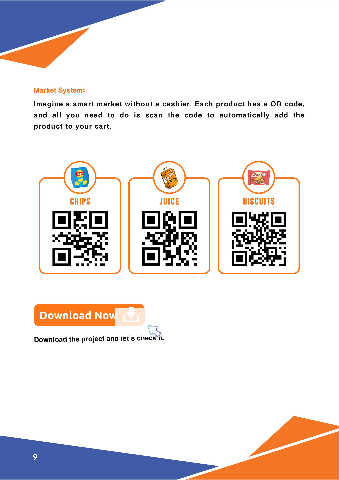 Market System:
Imagine a smart market without a cashier. Each product has a QR code,
and all you need to do is scan the code to automatically add the
product to your cart.
CHIPS
JUICE
BISCUITS
Download Now
Download the project and let's check it.
9